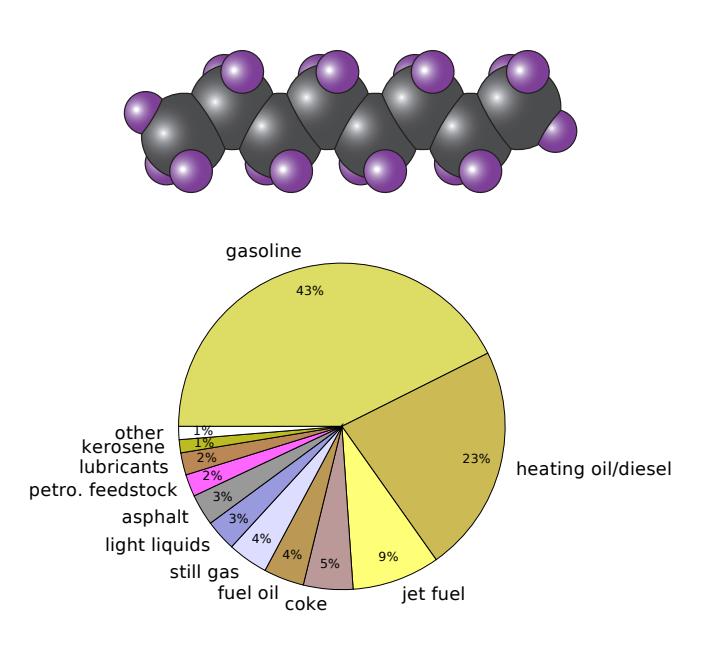 gasoline
43%
heating oil/diesel
23%
jet fuel
9%
coke
5%
fuel oil
4%
still gas
4%
light liquids
3%
asphalt
3%
petro. feedstock
2%
lubricants
2%
kerosene
1%
other
1%